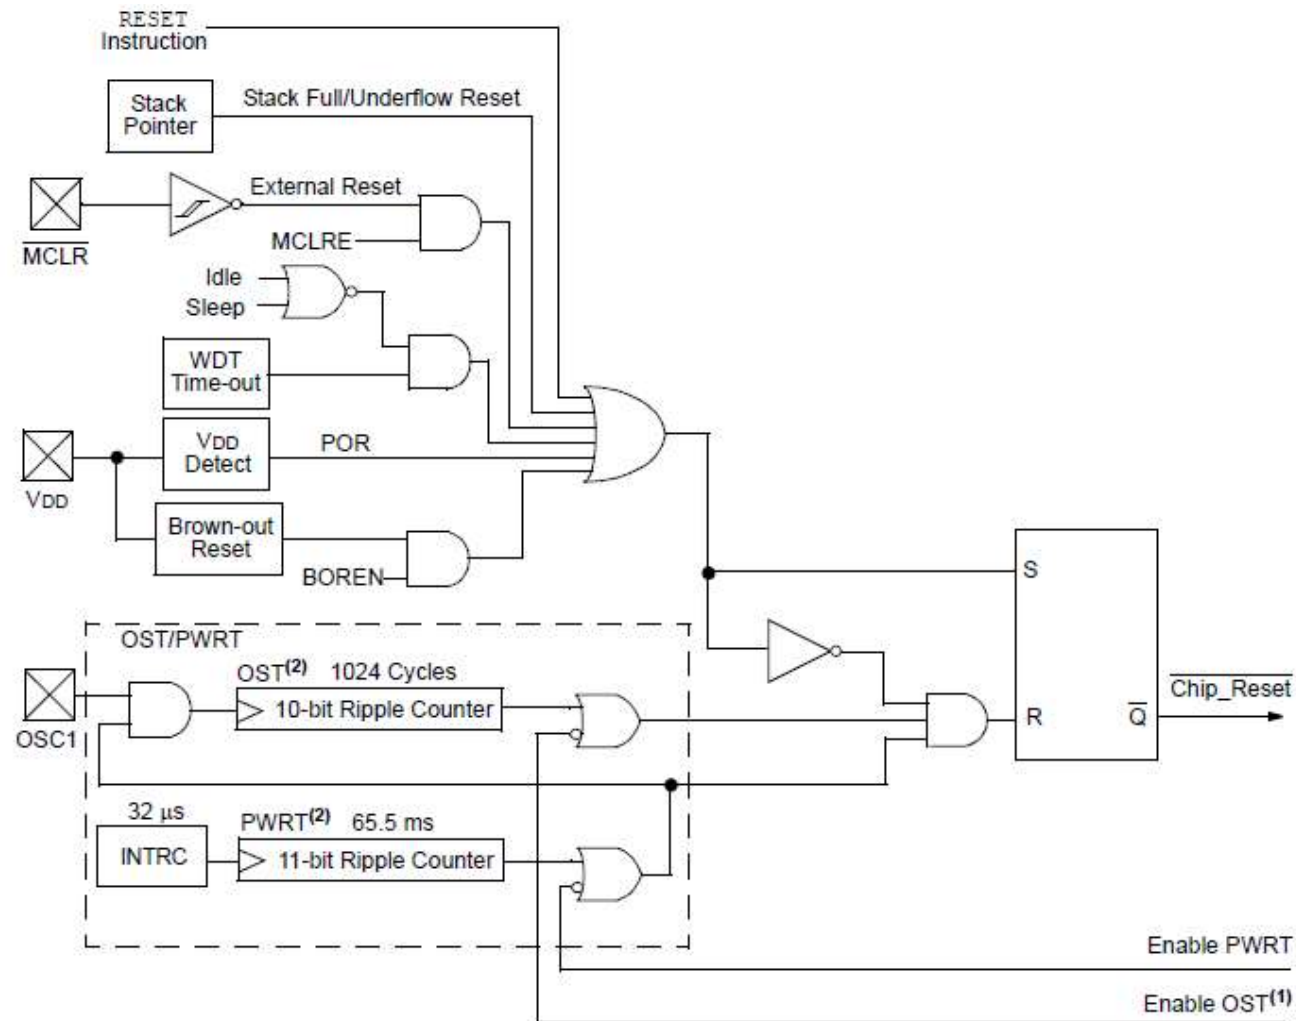 RESET
Instruction
Stack
Pointer
Stack Full/Underflow Reset
External Reset
MCLR
MCLRE
Idle
Sleep
WDT
Time-out
VDD
Detect
POR
VDD
Brown-out
Reset
BOREN
S
OST/PWRT
OST(2) 1024 Cycles
10-bit Ripple Counter
OSC1
Chip_Reset
R
Q
32 μs
INTRC
PWRT(2) 65.5 ms
11-bit Ripple Counter
Enable PWRT
Enable OST(1)